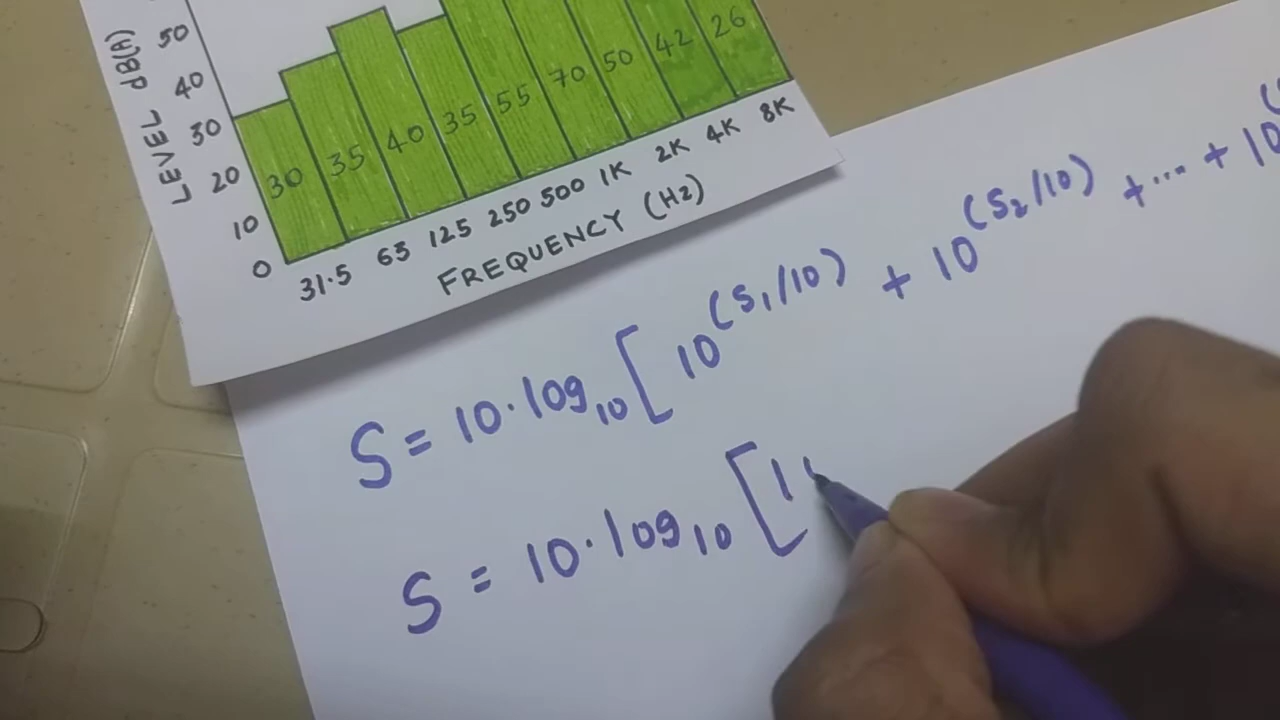 LEVEL dB(A)
50
40
30
20
10
0
30 35 40 35 55 70 50 42 26
31.5 63 125 250 500 1K 2K 4K 8K
FREQUENCY (HZ)
S = 10·log10 [ 10(S1/10) + 10(S2/10) + ... + 10(
S = 10·log10 [ 1